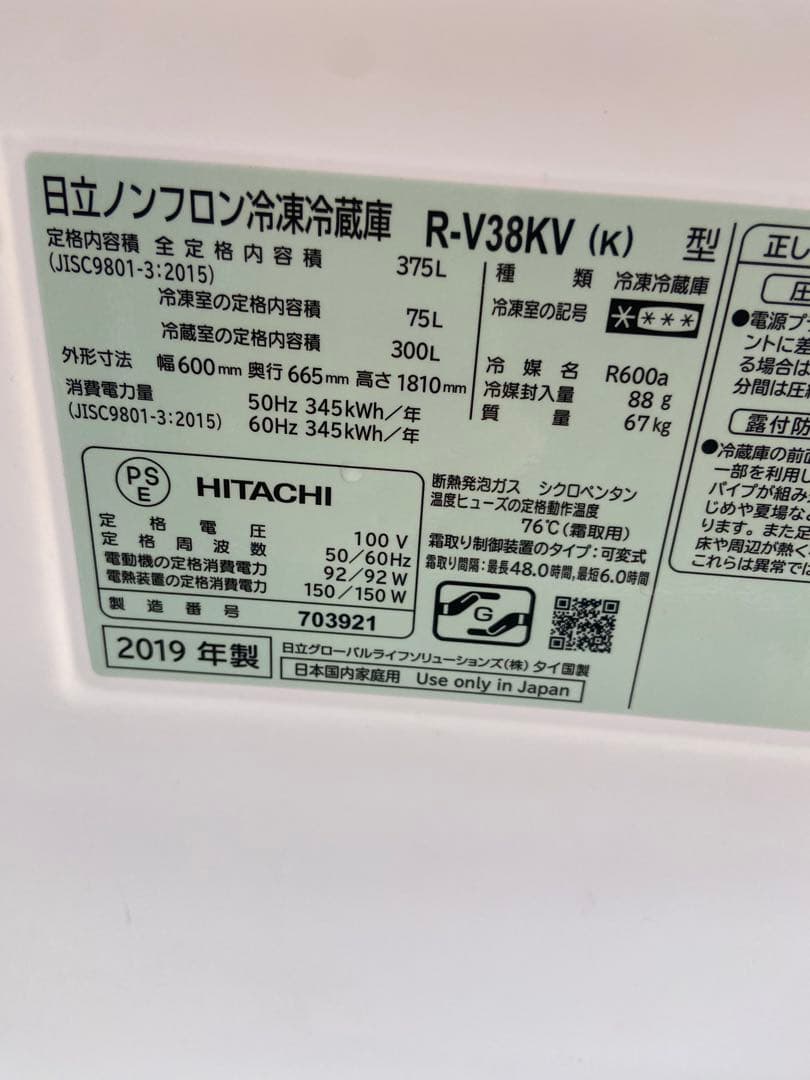 日立ノンフロン冷凍冷蔵庫 R-V38KV (K) 型
定格内容積 全定格内容積 375L
(JISC9801-3:2015)
冷凍室の定格内容積 75L
冷蔵室の定格内容積 300L
外形寸法 幅600mm 奥行665mm 高さ1810mm
消費電力量 50Hz 345kWh/年
(JISC9801-3:2015) 60Hz 345kWh/年
種類 冷凍冷蔵庫
冷凍室の記号 ****
冷媒名 R600a
冷媒封入量 88g
質量 67kg
PSE HITACHI
定格電圧 100V
定格周波数 50/60Hz
電動機の定格消費電力 92/92W
電熱装置の定格消費電力 150/150W
製造番号 703921
断熱発泡ガス シクロペンタン
温度ヒューズの定格動作温度
76℃(霜取用)
霜取り制御装置のタイプ:可変式
霜取り間隔:最長48.0時間,最短6.0時間
G
2019年製
日立グローバルライフソリューションズ(株) タイ国製
日本国内家庭用 Use only in Japan
正し
圧
●電源プラ
ントに差
る場合は
分間は圧縮
露付防
●冷蔵庫の前面
一部を利用し
パイプが組み
じめや夏場な
ります。また足
床や周辺が熱く
これらは異常では